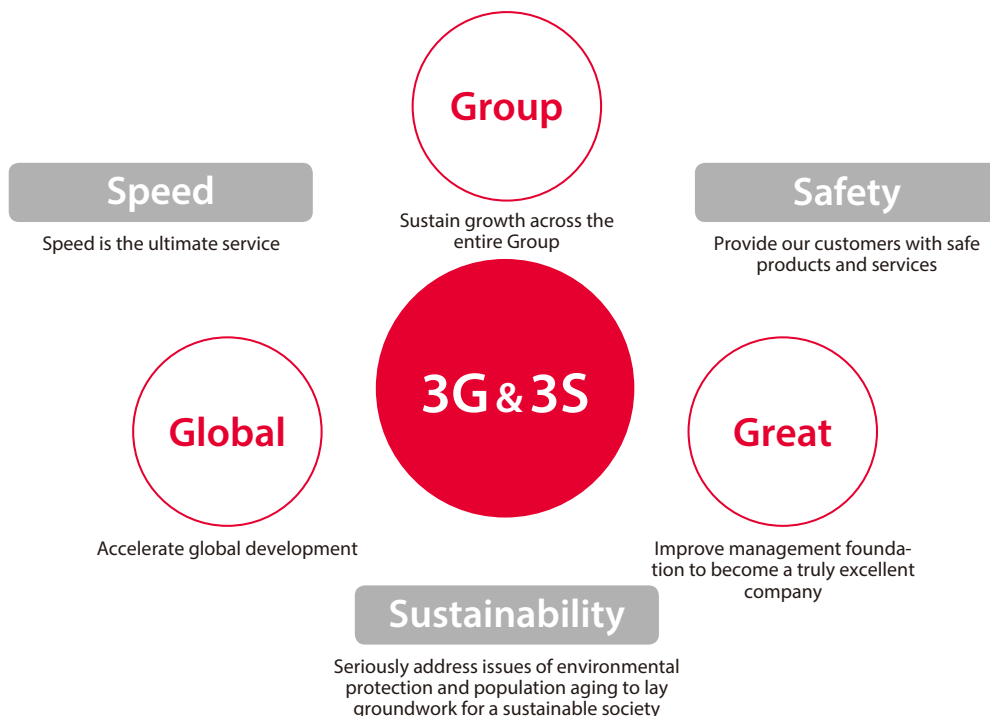 Group
Sustain growth across the
entire Group
Speed
Speed is the ultimate service
Safety
Provide our customers with safe
products and services
3G & 3S
Global
Accelerate global development
Great
Improve management founda-
tion to become a truly excellent
company
Sustainability
Seriously address issues of environmental
protection and population aging to lay
groundwork for a sustainable society